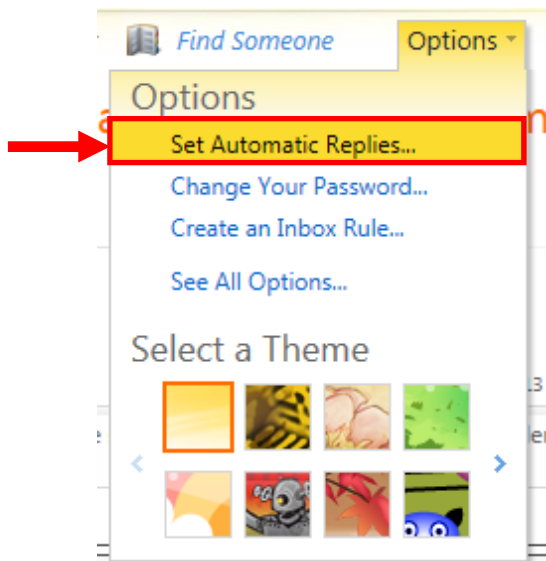 Find Someone Options
Options
Set Automatic Replies...
Change Your Password...
Create an Inbox Rule...
See All Options...
Select a Theme